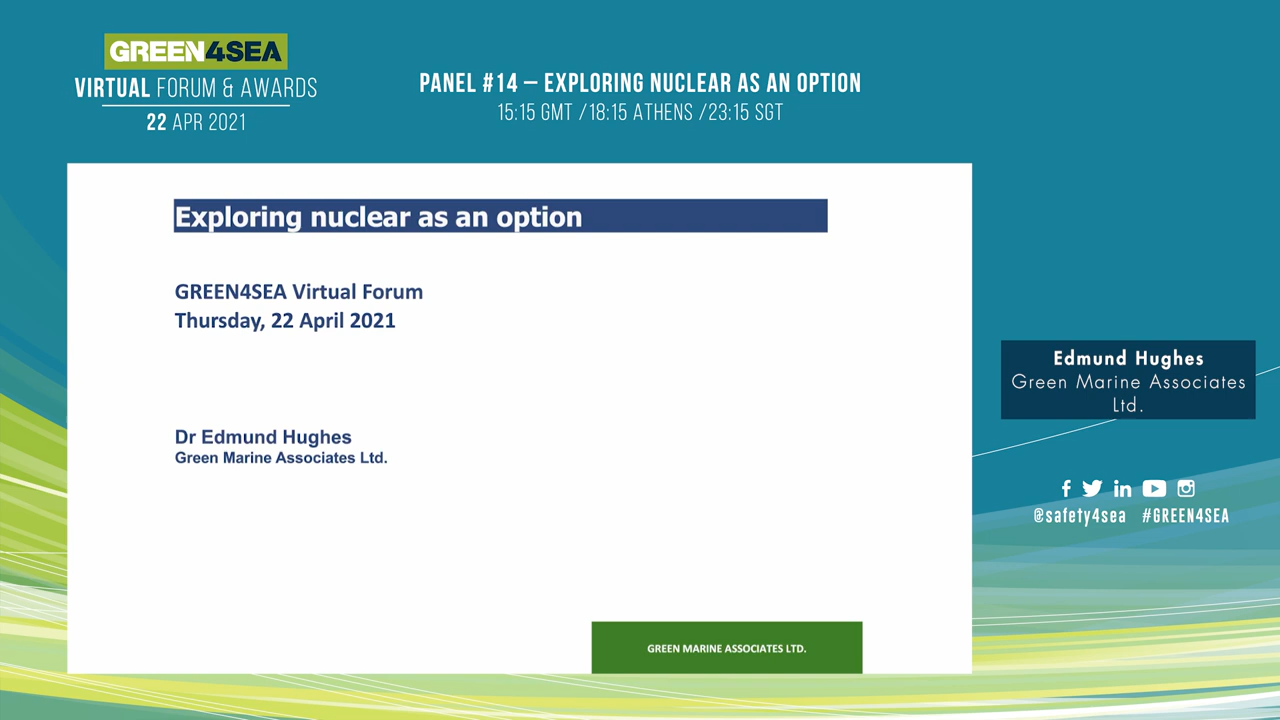 GREEN4SEA
VIRTUAL FORUM & AWARDS
22 APR 2021
PANEL #14 – EXPLORING NUCLEAR AS AN OPTION
15:15 GMT /18:15 ATHENS /23:15 SGT
Exploring nuclear as an option
GREEN4SEA Virtual Forum
Thursday, 22 April 2021
Dr Edmund Hughes
Green Marine Associates Ltd.
GREEN MARINE ASSOCIATES LTD.
Edmund Hughes
Green Marine Associates
Ltd.
@safety4sea #GREEN4SEA